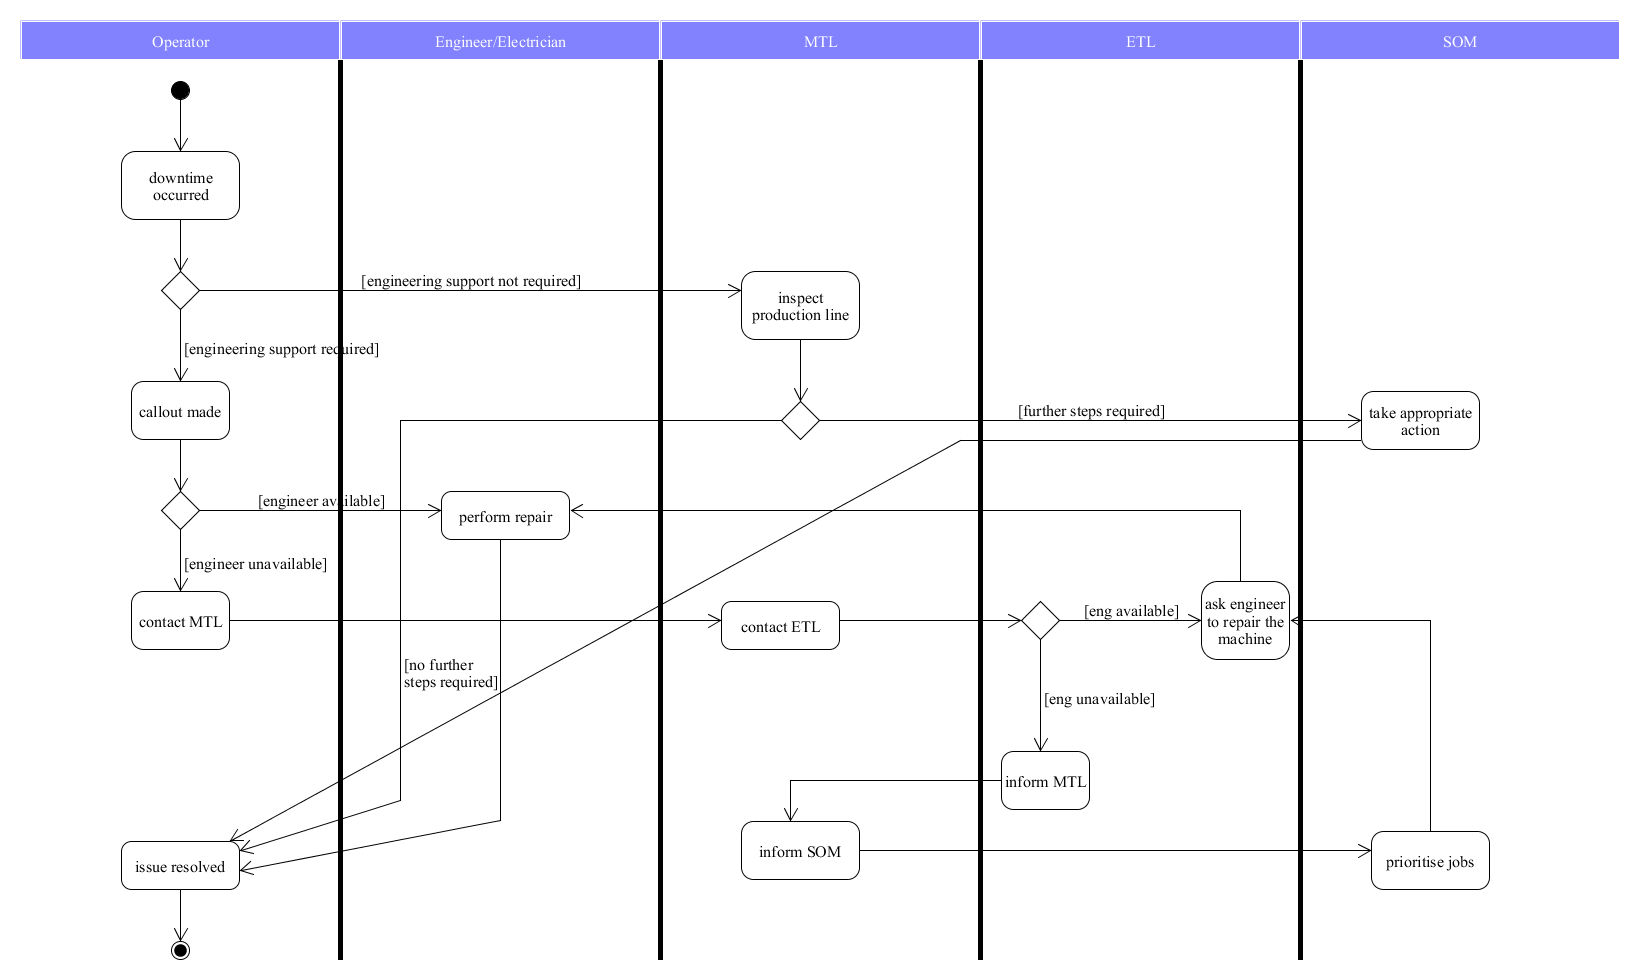 Operator
Engineer/Electrician
MTL
ETL
SOM
downtime
occurred
[engineering support not required]
inspect
production line
[engineering support required]
callout made
[further steps required]
take appropriate
action
[engineer available]
perform repair
[engineer unavailable]
contact MTL
contact ETL
[eng available]
ask engineer
to repair the
machine
[no further
steps required]
[eng unavailable]
inform MTL
issue resolved
inform SOM
prioritise jobs